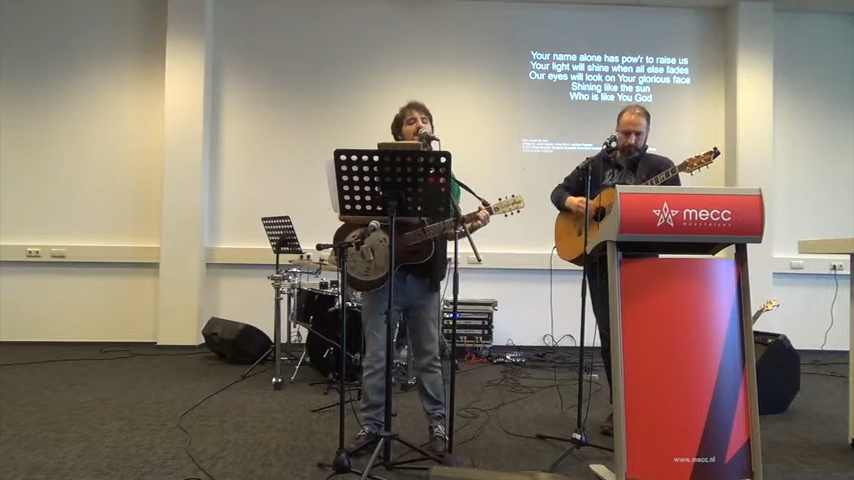 Your name alone has pow'r to raise us
Your light will shine when all else fades
Our eyes will look on Your glorious face
Shining like the sun
Who is like You God
mecc
MAASTRICHT
www.mecc.nl